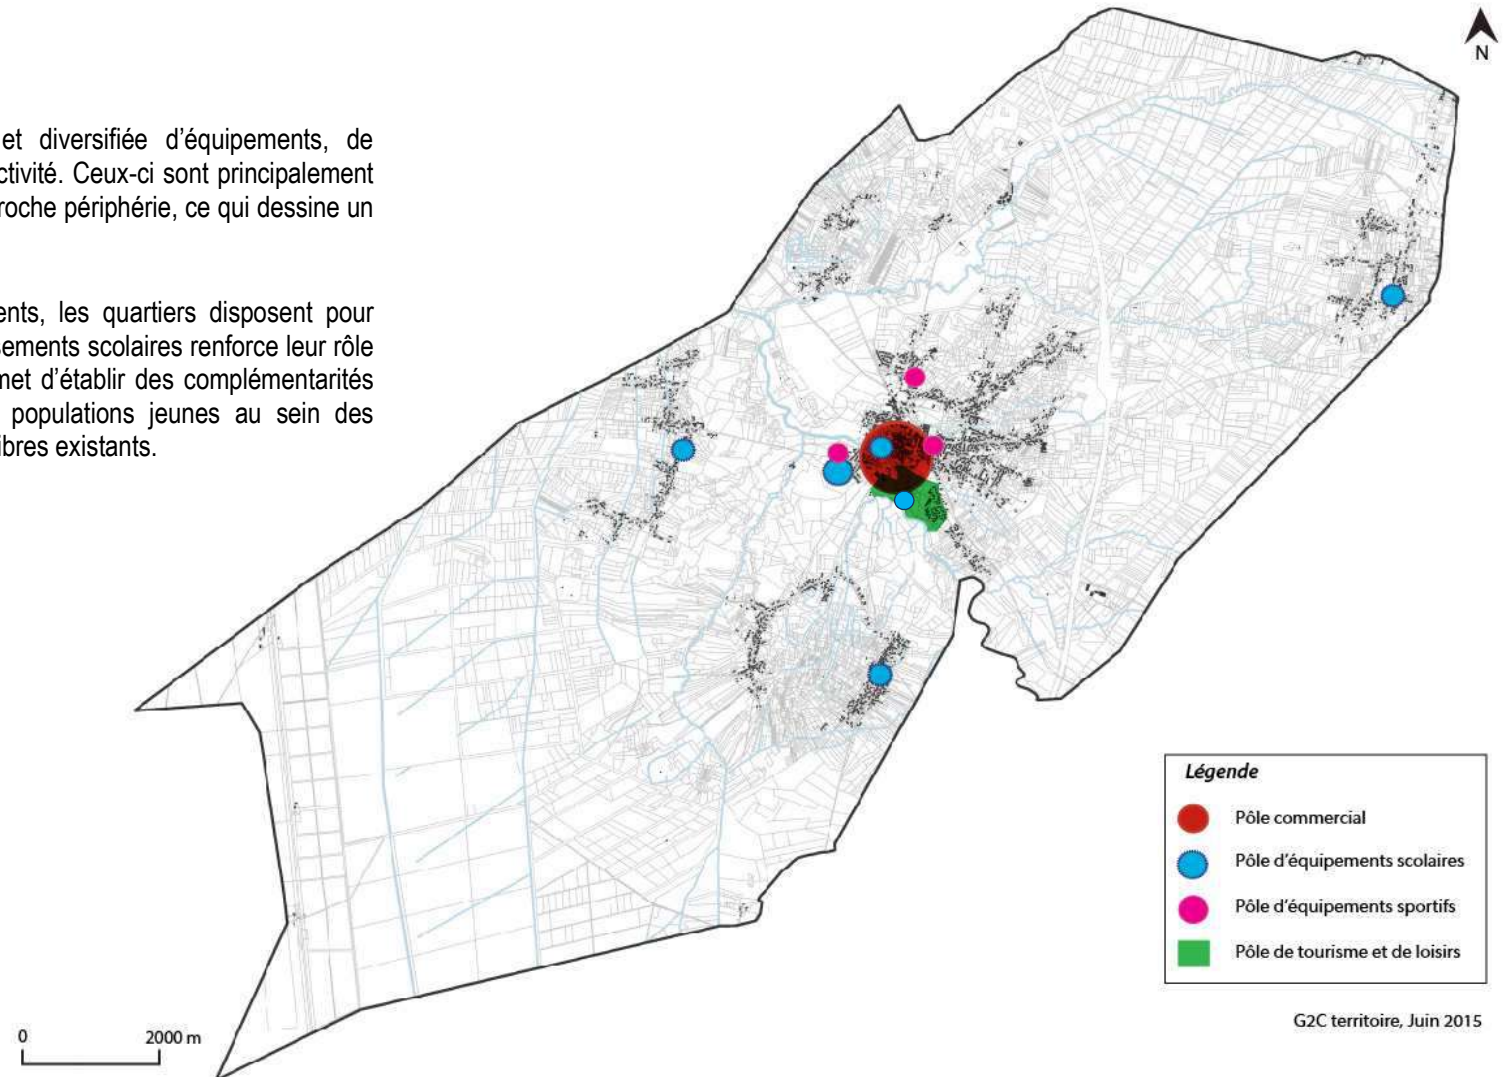 et diversifiée d'équipements, de
ctivité. Ceux-ci sont principalement
roche périphérie, ce qui dessine un
ents, les quartiers disposent pour
sements scolaires renforce leur rôle
met d'établir des complémentarités
populations jeunes au sein des
ibres existants.
N
Légende
Pôle commercial
Pôle d'équipements scolaires
Pôle d'équipements sportifs
Pôle de tourisme et de loisirs
G2C territoire, Juin 2015
0 2000 m